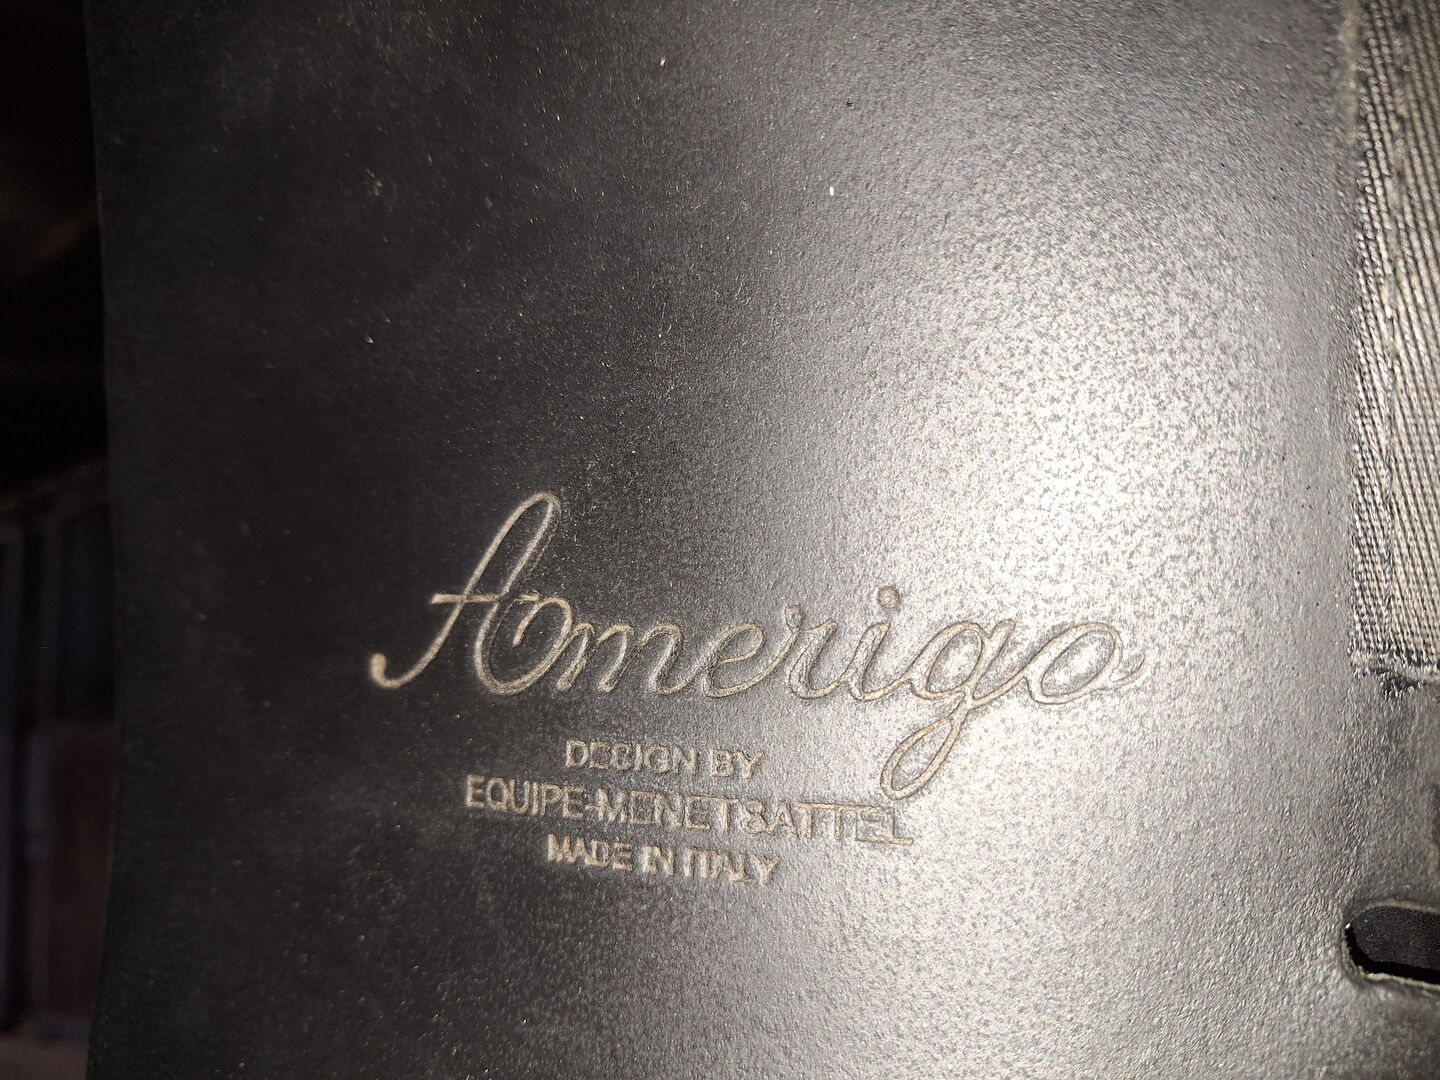 Amerigo
DESIGN BY
EQUIPE-MENETSATTEL
MADE IN ITALY